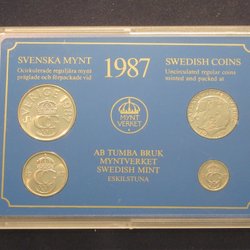 SVENSKA MYNT
Ocirkulerade reguljära mynt
präglade och förpackade vid
1987
SWEDISH COINS
Uncirculated regular coins
minted and packed at
MYNT
VERKET
AB TUMBA BRUK
MYNTVERKET
SWEDISH MINT
ESKILSTUNA